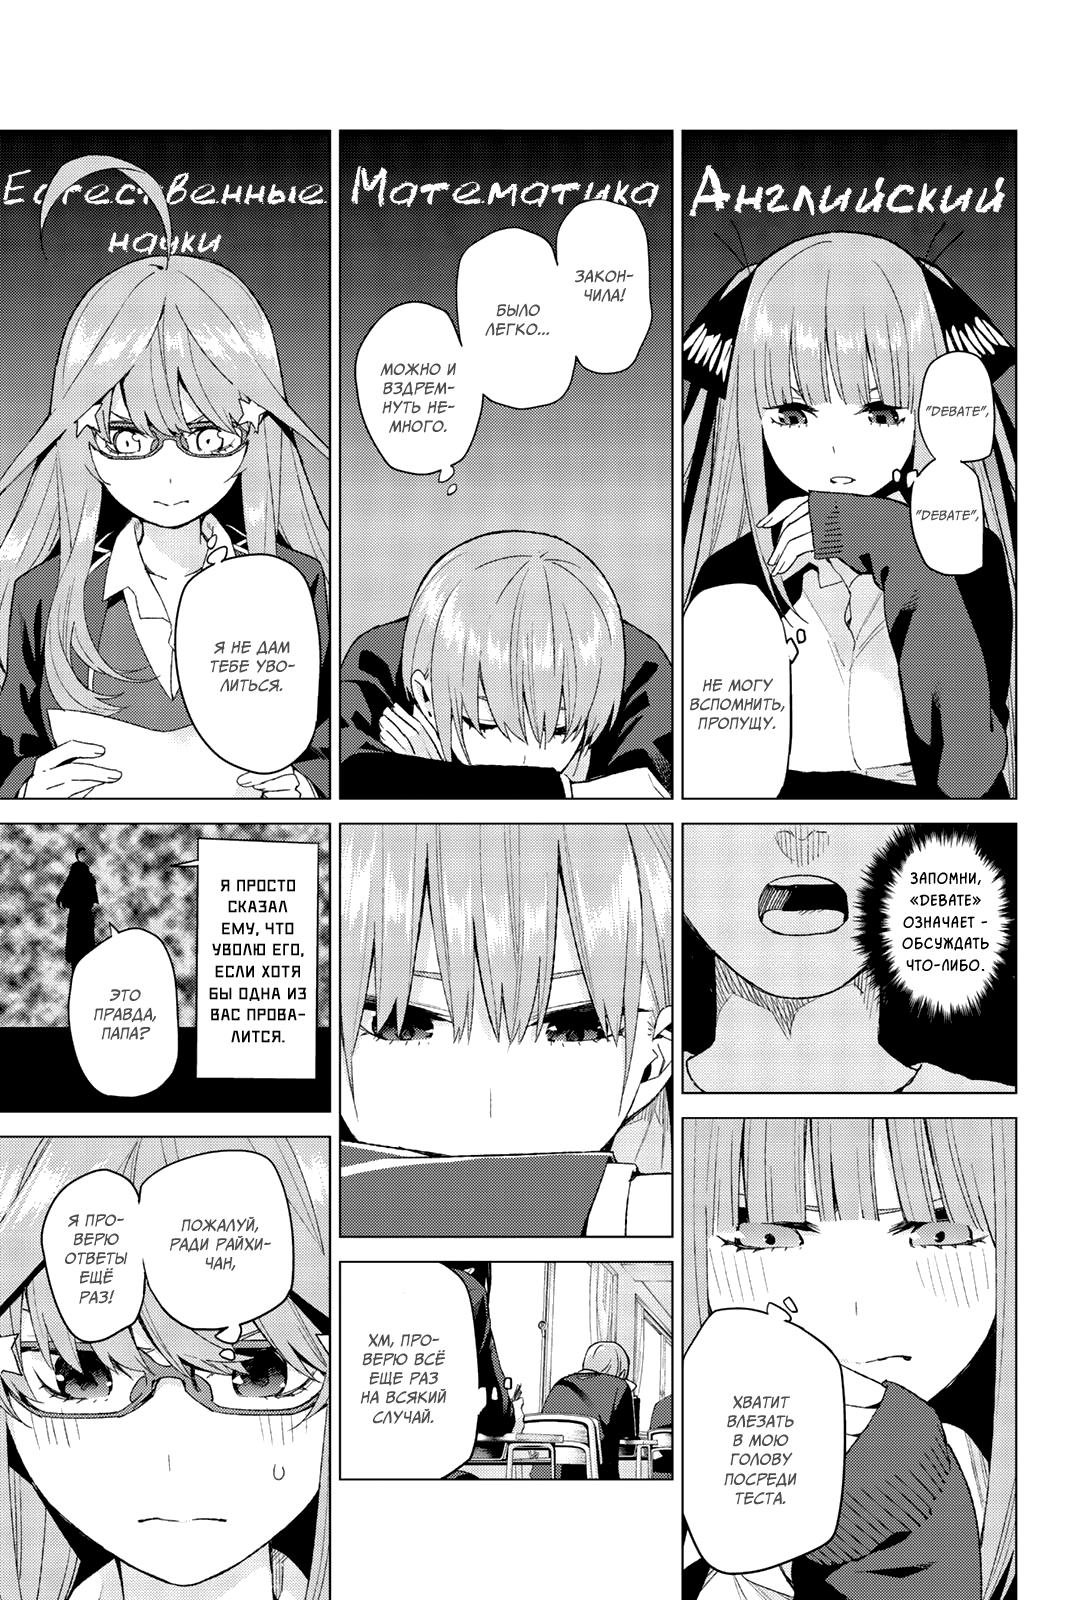 Английский
"DEBATE",
"DEBATE",
НЕ МОГУ
ВСПОМНИТЬ,
ПРОПУЩУ.
ЗАПОМНИ,
«DEBATE»
ОЗНАЧАЕТ -
ОБСУЖДАТЬ
ЧТО-ЛИБО.
ХВАТИТ
ВЛЕЗАТЬ
В МОЮ
ГОЛОВУ
ПОСРЕДИ
ТЕСТА.
Математика
ЗАКОН-
ЧИЛА!
БЫЛО
ЛЕГКО...
МОЖНО И
ВЗДРЕМ-
НУТЬ НЕ-
МНОГО.
ХМ, ПРО-
ВЕРЮ ВСЁ
ЕЩЕ РАЗ
НА ВСЯКИЙ
СЛУЧАЙ.
Естественные
науки
Я НЕ ДАМ
ТЕБЕ УВО-
ЛИТЬСЯ.
Я ПРОСТО
СКАЗАЛ
ЕМУ, ЧТО
УВОЛЮ ЕГО,
ЕСЛИ ХОТЯ
БЫ ОДНА ИЗ
ВАС ПРОВА-
ЛИТСЯ.
ЭТО
ПРАВДА,
ПАПА?
ПОЖАЛУЙ,
РАДИ РАЙХИ-
ЧАН,
Я ПРО-
ВЕРЮ
ОТВЕТЫ
ЕЩЁ
РАЗ!